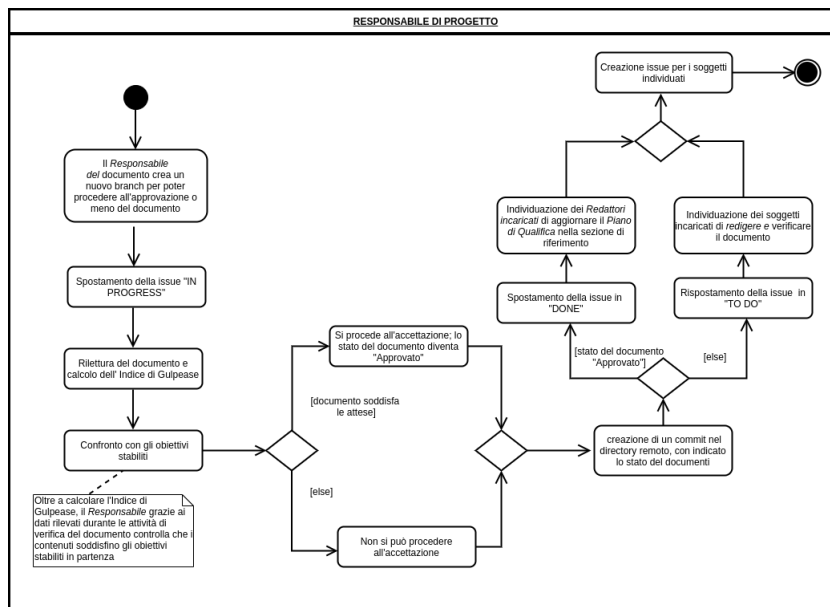 RESPONSABILE DI PROGETTO
Il Responsabile
del documento crea un
nuovo branch per poter
procedere all'approvazione o
meno del documento
Spostamento della issue "IN
PROGRESS"
Rilettura del documento e
calcolo dell' Indice di Gulpease
Confronto con gli obiettivi
stabiliti
Oltre a calcolare l'Indice di
Gulpease, il Responsabile grazie ai
dati rilevati durante le attività di
verifica del documento controlla che i
contenuti soddisfino gli obiettivi
stabiliti in partenza
Si procede all'accettazione; lo
stato del documento diventa
"Approvato"
[documento soddisfa
le attese]
[else]
Non si può procedere
all'accettazione
creazione di un commit nel
directory remoto, con indicato
lo stato del documenti
[stato del documento
"Approvato"]
[else]
Spostamento della issue in
"DONE"
Rispostamento della issue in
"TO DO"
Individuazione dei Redattori
incaricati di aggiornare il Piano
di Qualifica nella sezione di
riferimento
Individuazione dei soggetti
incaricati di redigere e verificare
il documento
Creazione issue per i soggetti
individuati